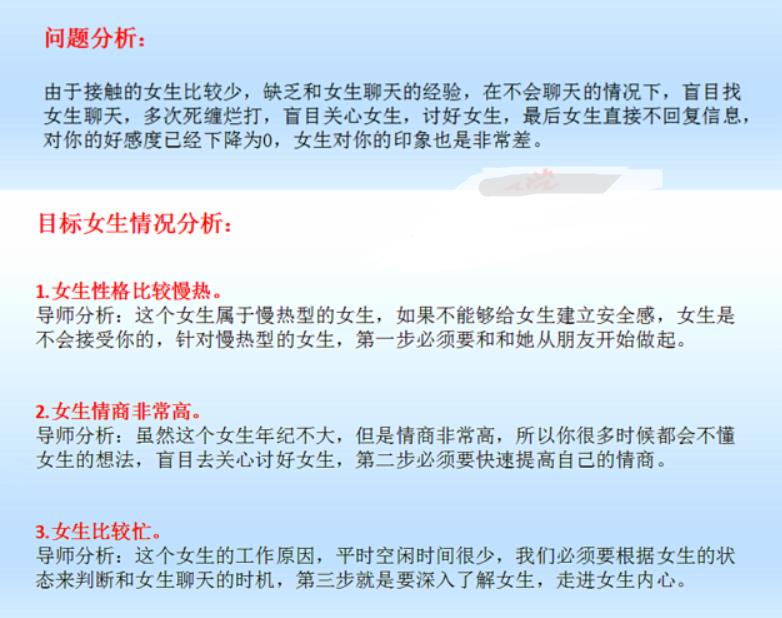 问题分析：
由于接触的女生比较少，缺乏和女生聊天的经验，在不会聊天的情况下，盲目找
女生聊天，多次死缠烂打，盲目关心女生，讨好女生，最后女生直接不回复信息，
对你的好感度已经下降为0，女生对你的印象也是非常差。
目标女生情况分析：
1.女生性格比较慢热。
导师分析：这个女生属于慢热型的女生，如果不能够给女生建立安全感，女生是
不会接受你的，针对慢热型的女生，第一步必须要和和她从朋友开始做起。
2.女生情商非常高。
导师分析：虽然这个女生年纪不大，但是情商非常高，所以你很多时候都会不懂
女生的想法，盲目去关心讨好女生，第二步必须要快速提高自己的情商。
3.女生比较忙。
导师分析：这个女生的工作原因，平时空闲时间很少，我们必须要根据女生的状
态来判断和女生聊天的时机，第三步就是要深入了解女生，走进女生内心。